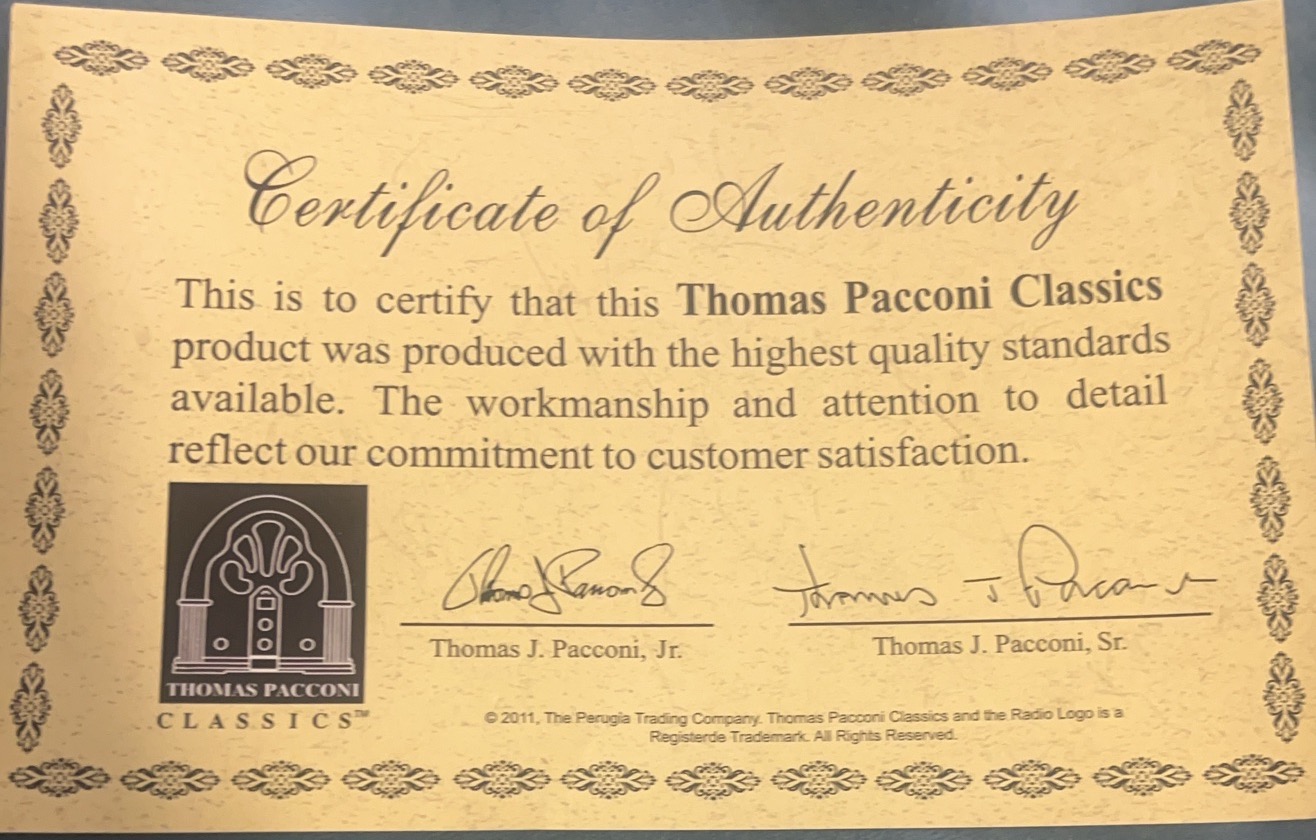 Certificate of Authenticity
This is to certify that this Thomas Pacconi Classics
product was produced with the highest quality standards
available. The workmanship and attention to detail
reflect our commitment to customer satisfaction.
Thomas J Pacconi
Thomas J. Pacconi, Jr.
Thomas J. Pacconi, Sr.
THOMAS PACCONI
CLASSICS™
© 2011, The Perugia Trading Company. Thomas Pacconi Classics and the Radio Logo is a
Registerde Trademark. All Rights Reserved.